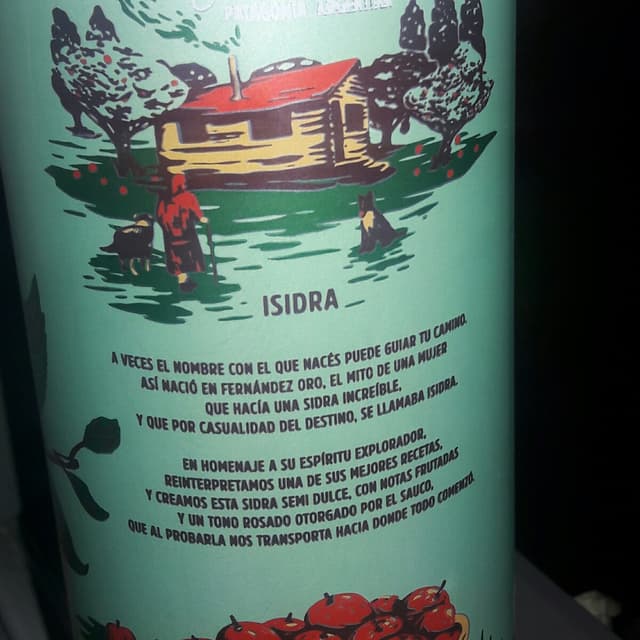 PATAGONIA ARGENTINA
ISIDRA
A VECES EL NOMBRE CON EL QUE NACÉS PUEDE GUIAR TU CAMINO.
ASÍ NACIÓ EN FERNÁNDEZ ORO, EL MITO DE UNA MUJER
QUE HACÍA UNA SIDRA INCREÍBLE.
Y QUE POR CASUALIDAD DEL DESTINO, SE LLAMABA ISIDRA.
EN HOMENAJE A SU ESPÍRITU EXPLORADOR,
REINTERPRETAMOS UNA DE SUS MEJORES RECETAS,
Y CREAMOS ESTA SIDRA SEMI DULCE, CON NOTAS FRUTADAS
Y UN TONO ROSADO OTORGADO POR EL SAUCO.
QUE AL PROBARLA NOS TRANSPORTA HACIA DONDE TODO COMENZÓ.